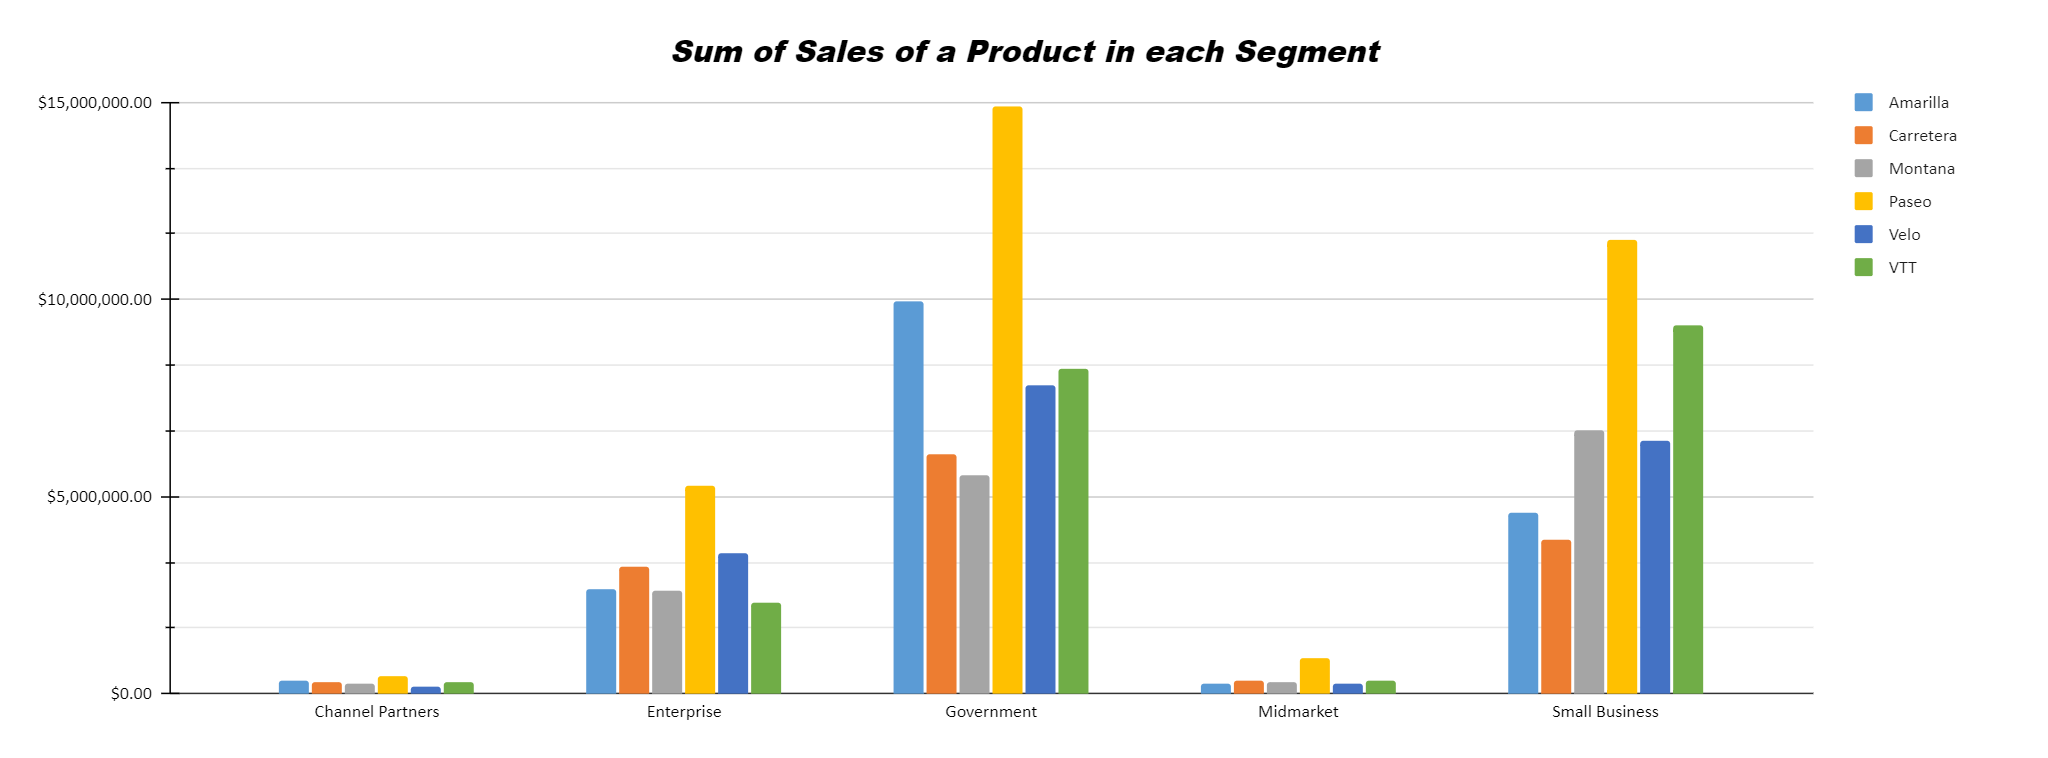 Sum of Sales of a Product in each Segment
$15,000,000.00
$10,000,000.00
$5,000,000.00
$0.00
Channel Partners
Enterprise
Government
Midmarket
Small Business
Amarilla
Carretera
Montana
Paseo
Velo
VTT